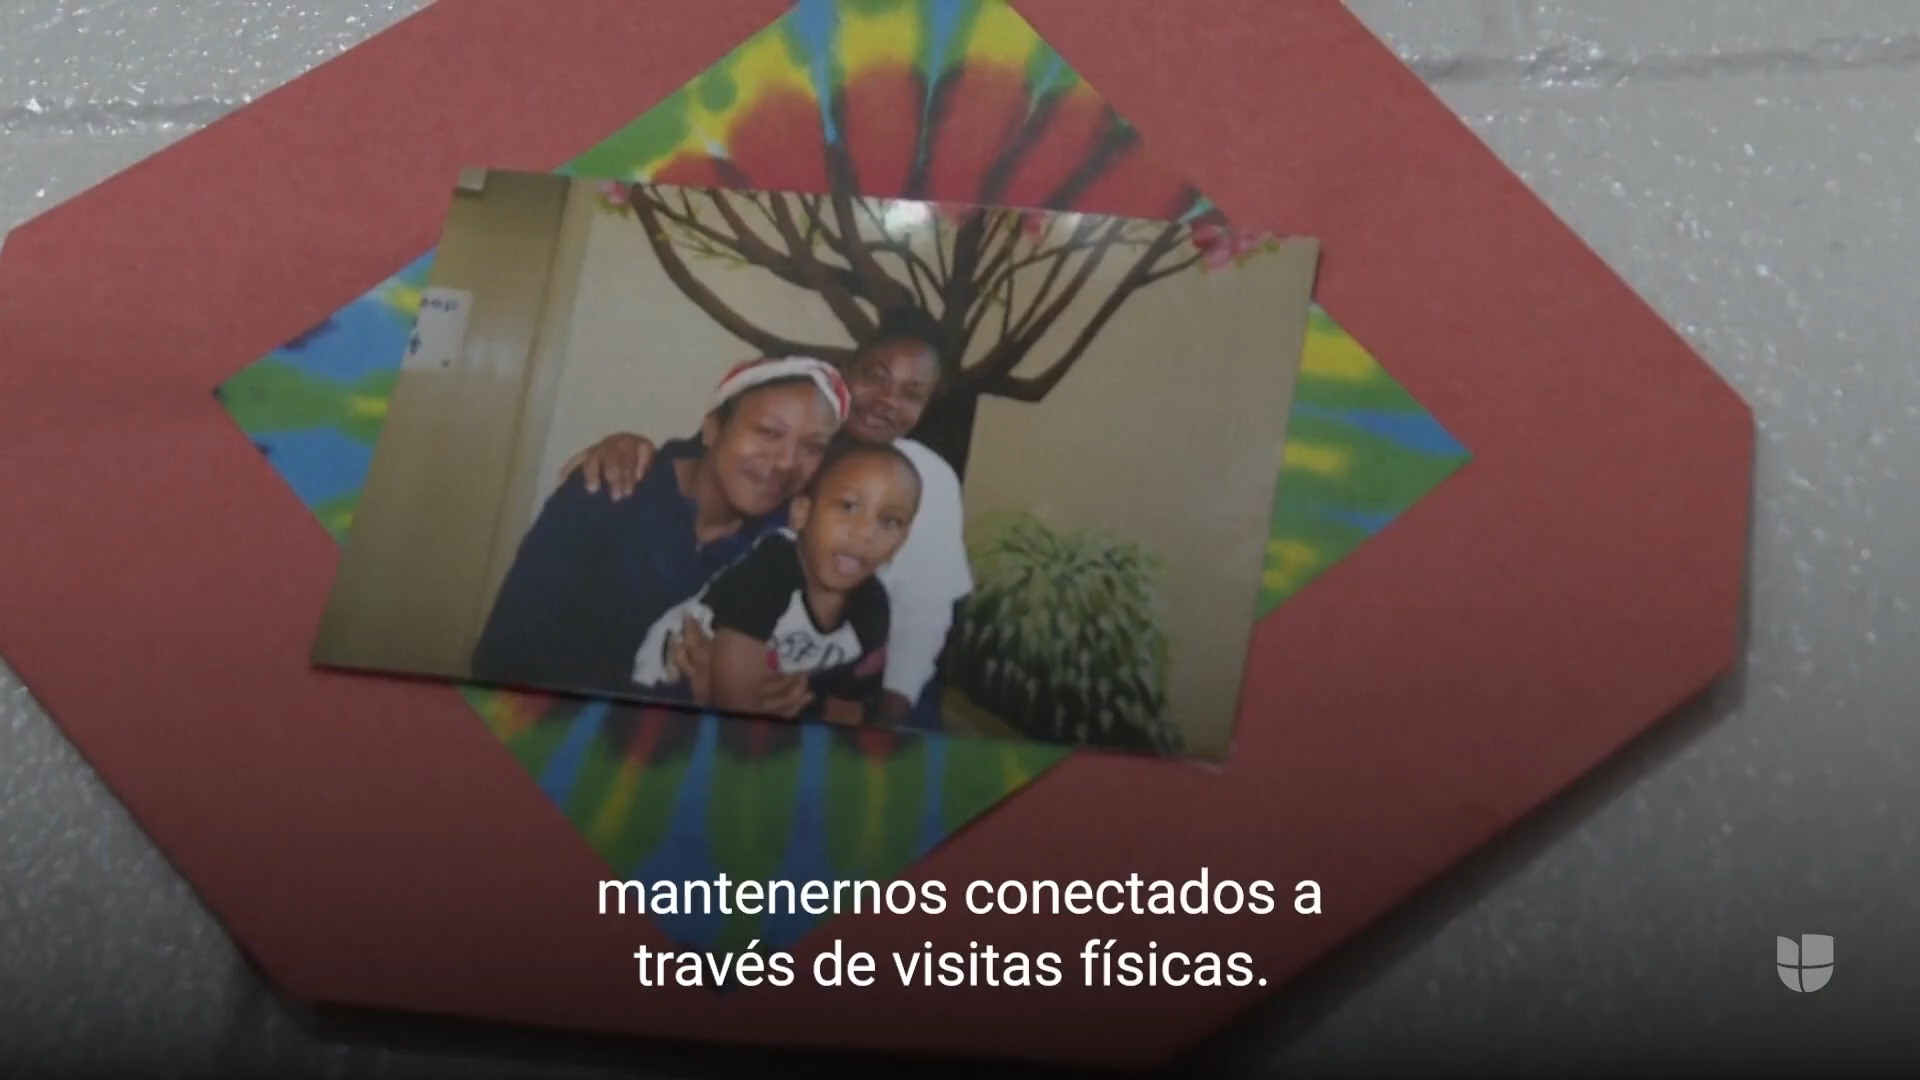 mantenernos conectados a
través de visitas físicas.